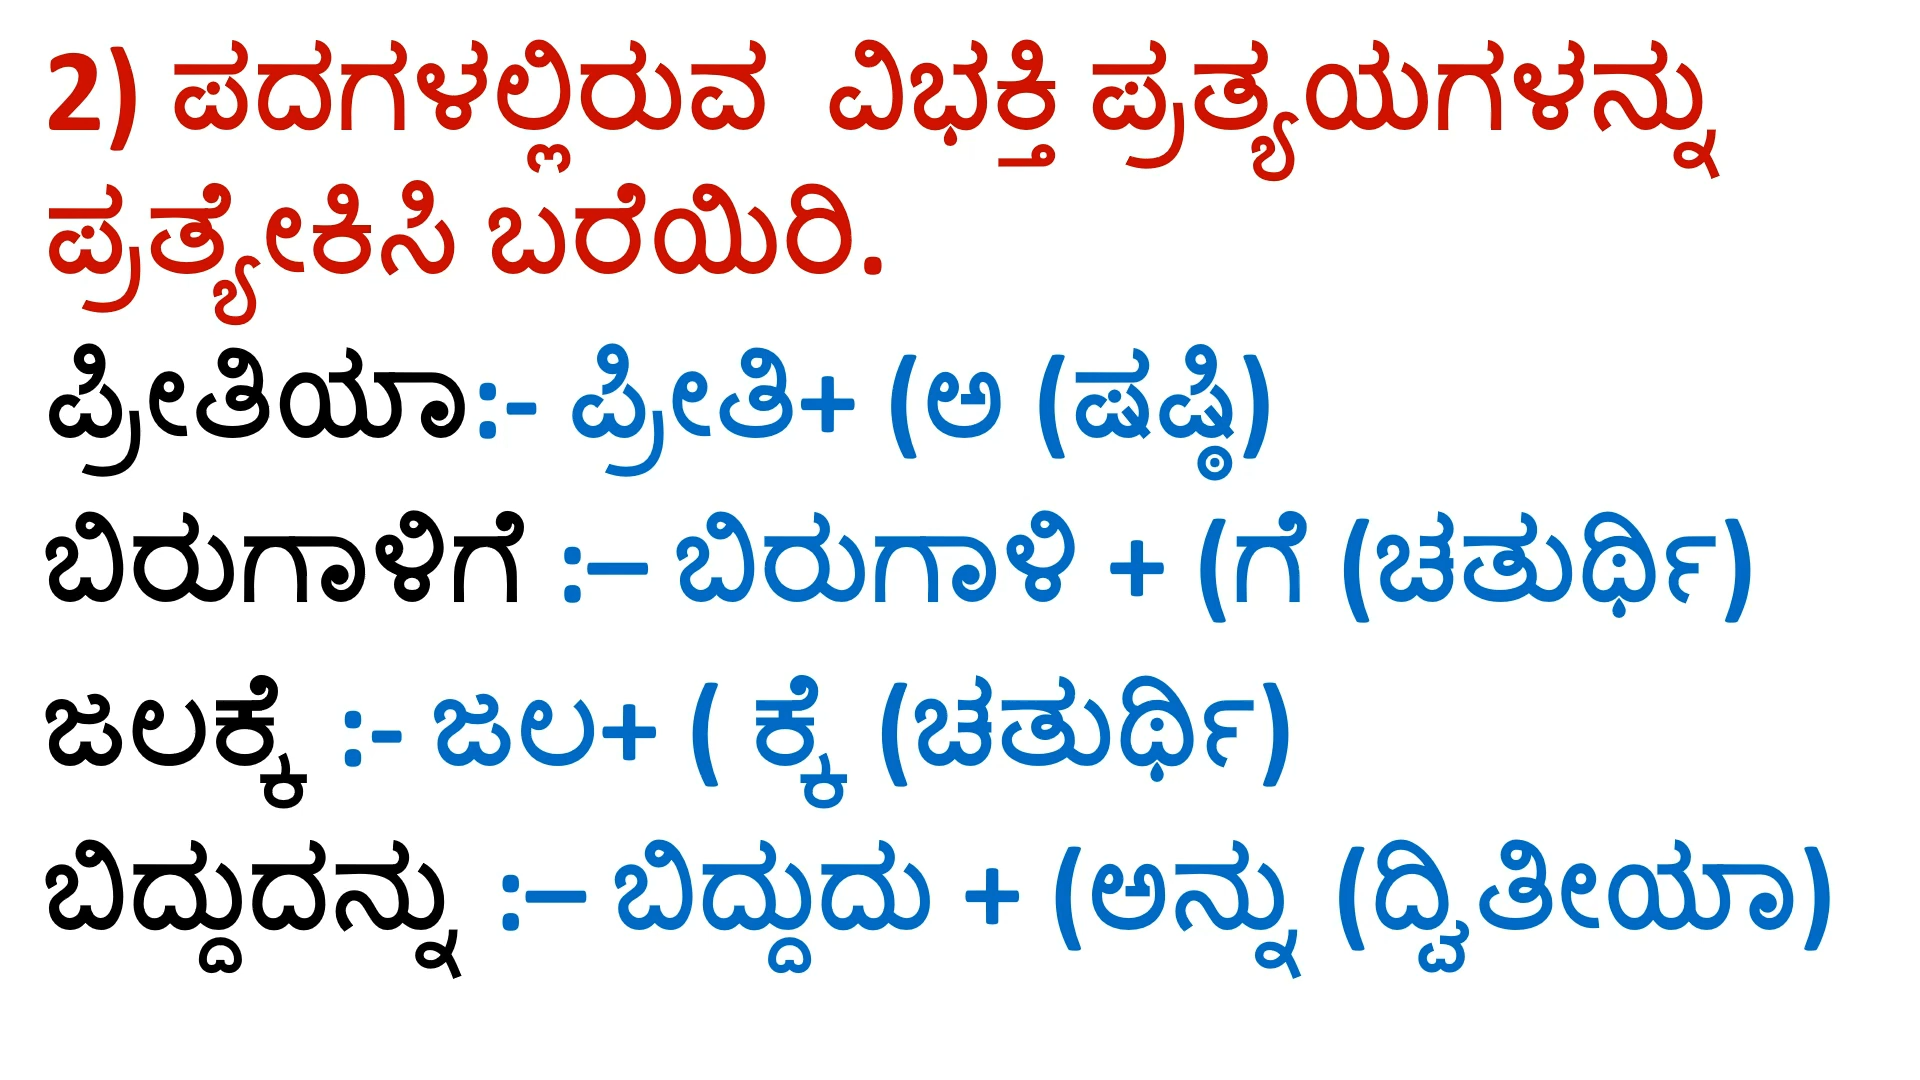 2) ಪದಗಳಲ್ಲಿರುವ ವಿಭಕ್ತಿ ಪ್ರತ್ಯಯಗಳನ್ನು
ಪ್ರತ್ಯೇಕಿಸಿ ಬರೆಯಿರಿ.
ಪ್ರೀತಿಯಾ:- ಪ್ರೀತಿ+ (ಅ (ಷಷ್ಠಿ)
ಬಿರುಗಾಳಿಗೆ :– ಬಿರುಗಾಳಿ + (ಗೆ (ಚತುರ್ಥಿ)
ಜಲಕ್ಕೆ :- ಜಲ+ ( ಕ್ಕೆ (ಚತುರ್ಥಿ)
ಬಿದ್ದುದನ್ನು :– ಬಿದ್ದುದು + (ಅನ್ನು (ದ್ವಿತೀಯಾ)